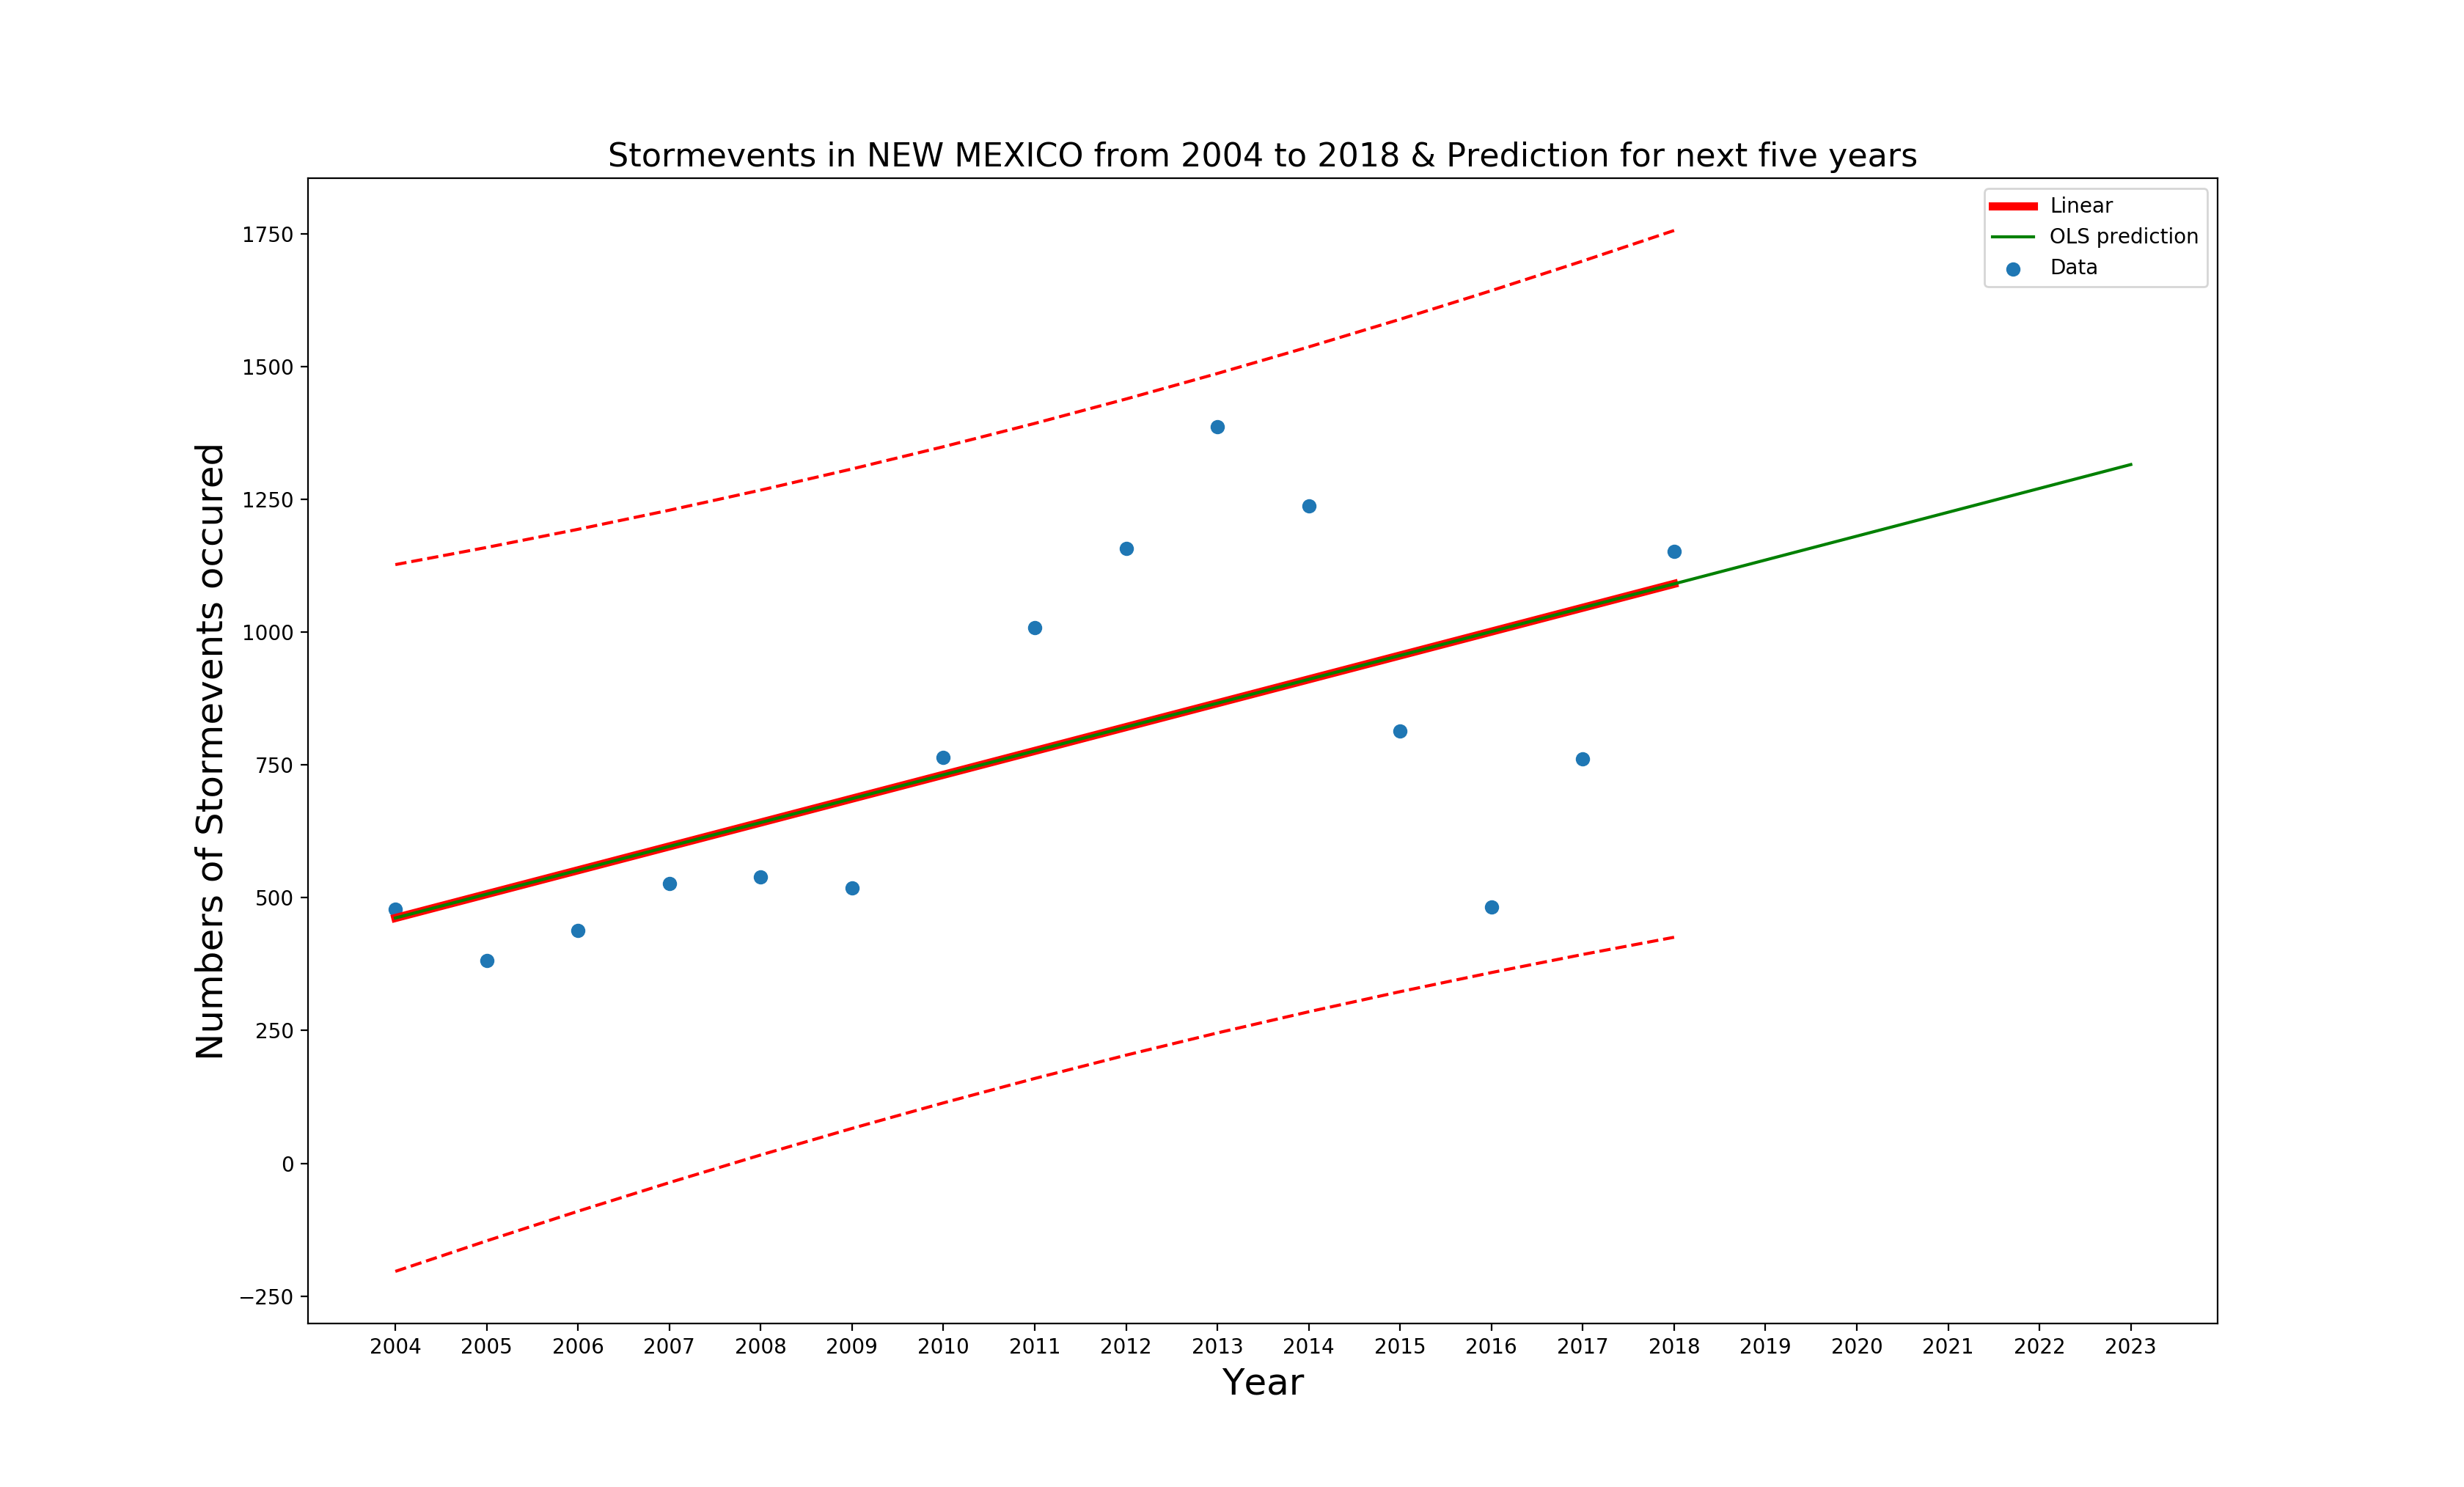 Stormevents in NEW MEXICO from 2004 to 2018 & Prediction for next five years
Linear
OLS prediction
Data
1750
1500
1250
1000
750
500
250
0
−250
Numbers of Stormevents occured
2004 2005 2006 2007 2008 2009 2010 2011 2012 2013 2014 2015 2016 2017 2018 2019 2020 2021 2022 2023
Year